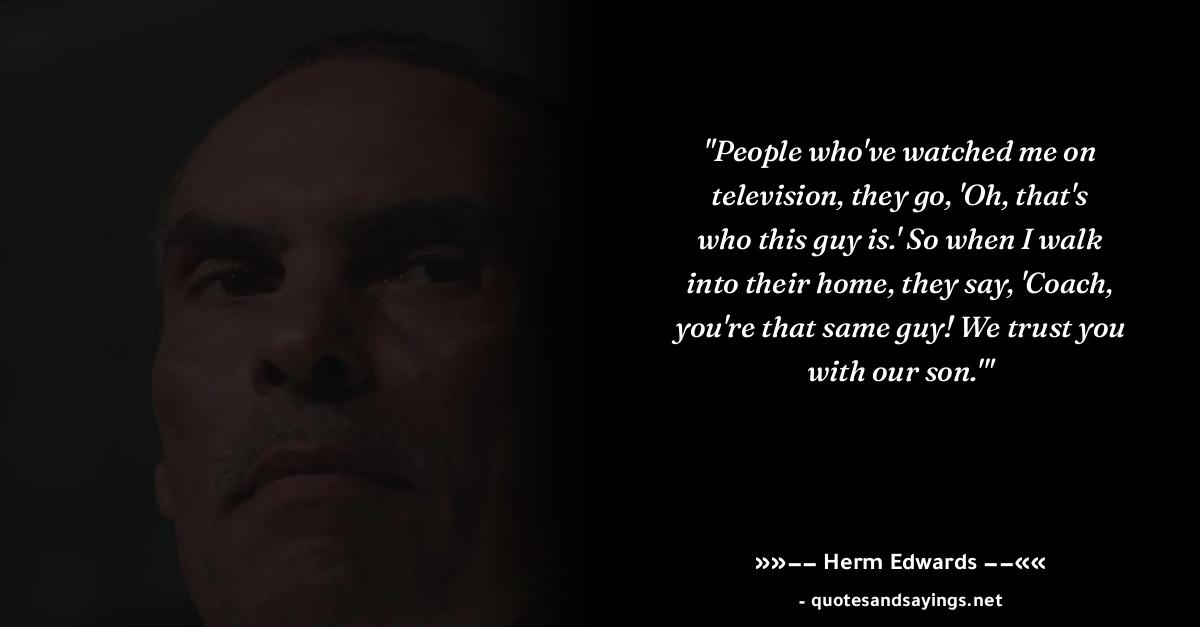 "People who've watched me on
television, they go, 'Oh, that's
who this guy is.' So when I walk
into their home, they say, 'Coach,
you're that same guy! We trust you
with our son.'"
»»–– Herm Edwards ––««
- quotesandsayings.net